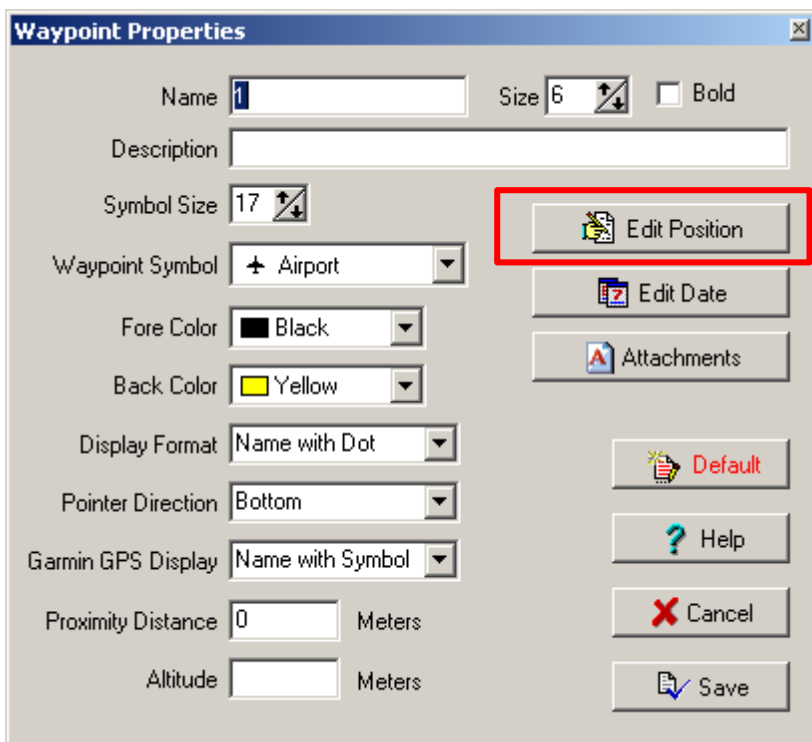 Waypoint Properties
Name 1 Size 6 Bold
Description
Symbol Size 17
Edit Position
Waypoint Symbol Airport
Edit Date
Fore Color Black
Attachments
Back Color Yellow
Display Format Name with Dot
Default
Pointer Direction Bottom
Help
Garmin GPS Display Name with Symbol
Proximity Distance 0 Meters
Cancel
Altitude Meters
Save